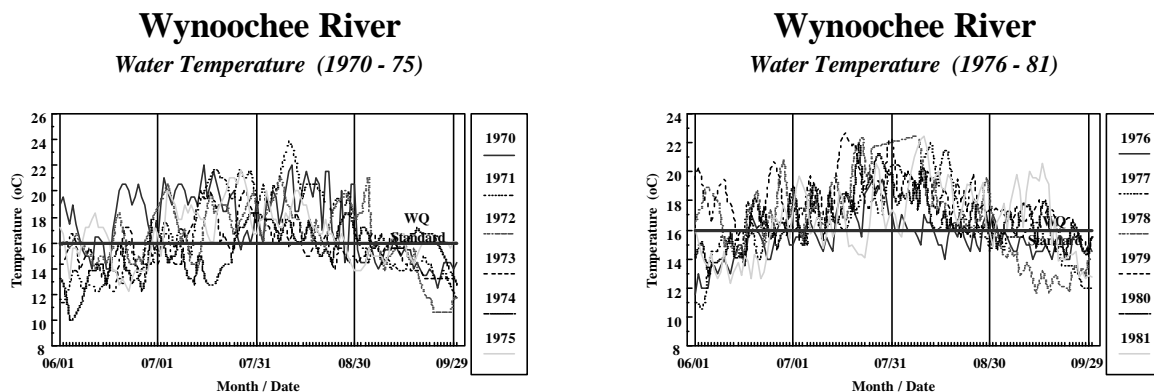 Wynoochee River
Water Temperature (1970 - 75)
26
24
22
20
18
16
14
12
10
8
Temperature (oC)
WQ
Standard
06/01 07/01 07/31 08/30 09/29
Month / Date
1970
1971
1972
1973
1974
1975
Wynoochee River
Water Temperature (1976 - 81)
24
22
20
18
16
14
12
10
8
Temperature (oC)
WQ
Standard
06/01 07/01 07/31 08/30 09/29
Month / Date
1976
1977
1978
1979
1980
1981